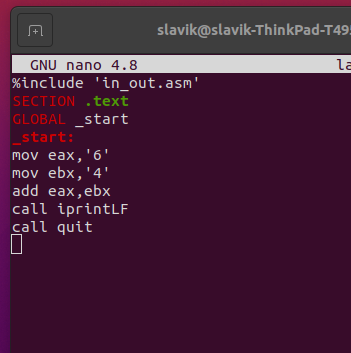 slavik@slavik-ThinkPad-T495
GNU nano 4.8
%include 'in_out.asm'
SECTION .text
GLOBAL _start
_start:
mov eax,'6'
mov ebx,'4'
add eax,ebx
call iprintLF
call quit